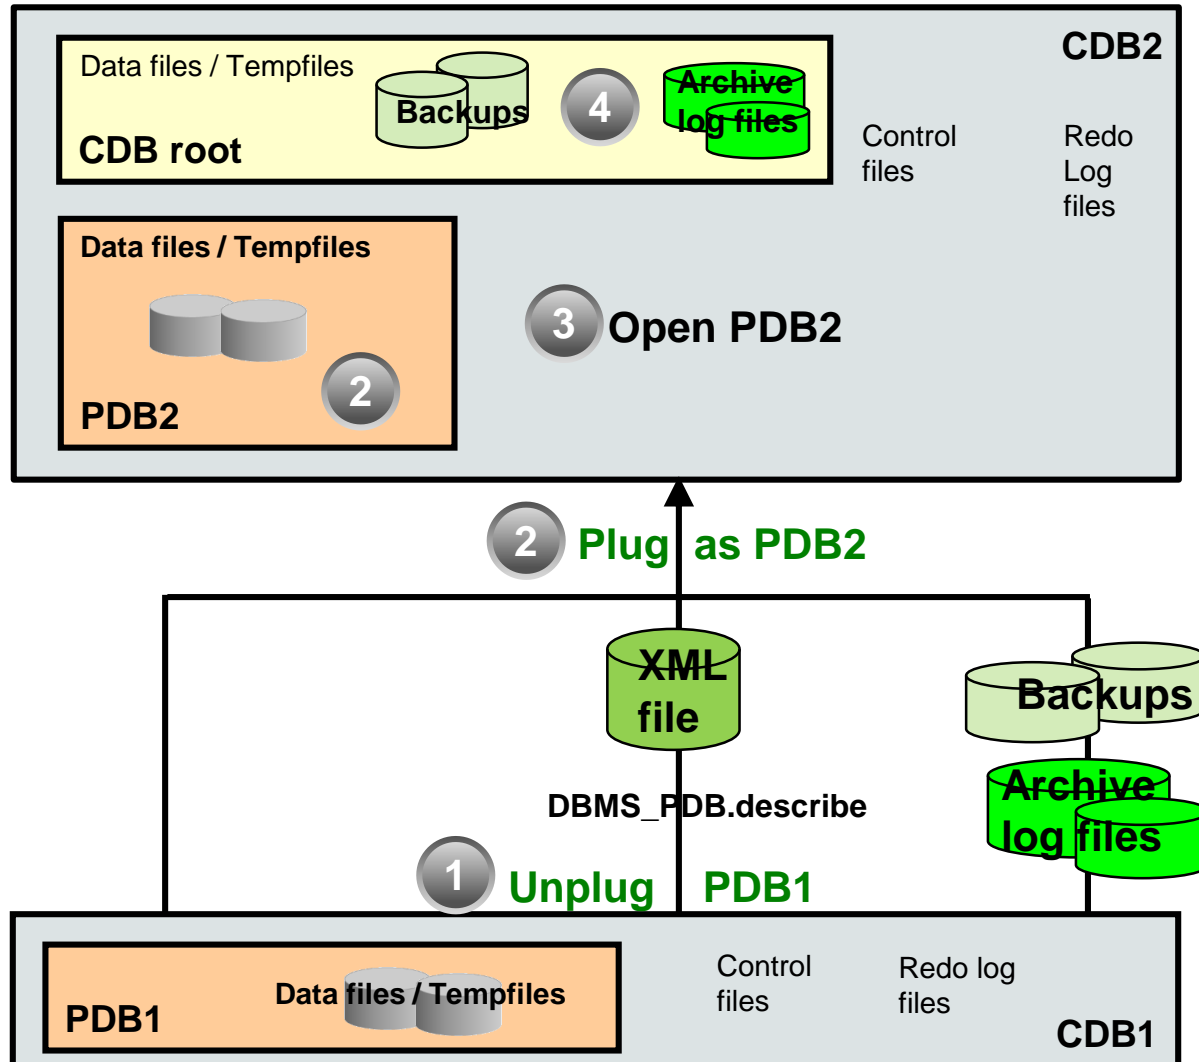 CDB2
Data files / Tempfiles
Backups
4
Archive
log files
CDB root
Control
files
Redo
Log
files
Data files / Tempfiles
2
PDB2
3
Open PDB2
2
Plug as PDB2
XML
file
Backups
Archive
log files
DBMS_PDB.describe
1
Unplug PDB1
Data files / Tempfiles
PDB1
Control
files
Redo log
files
CDB1